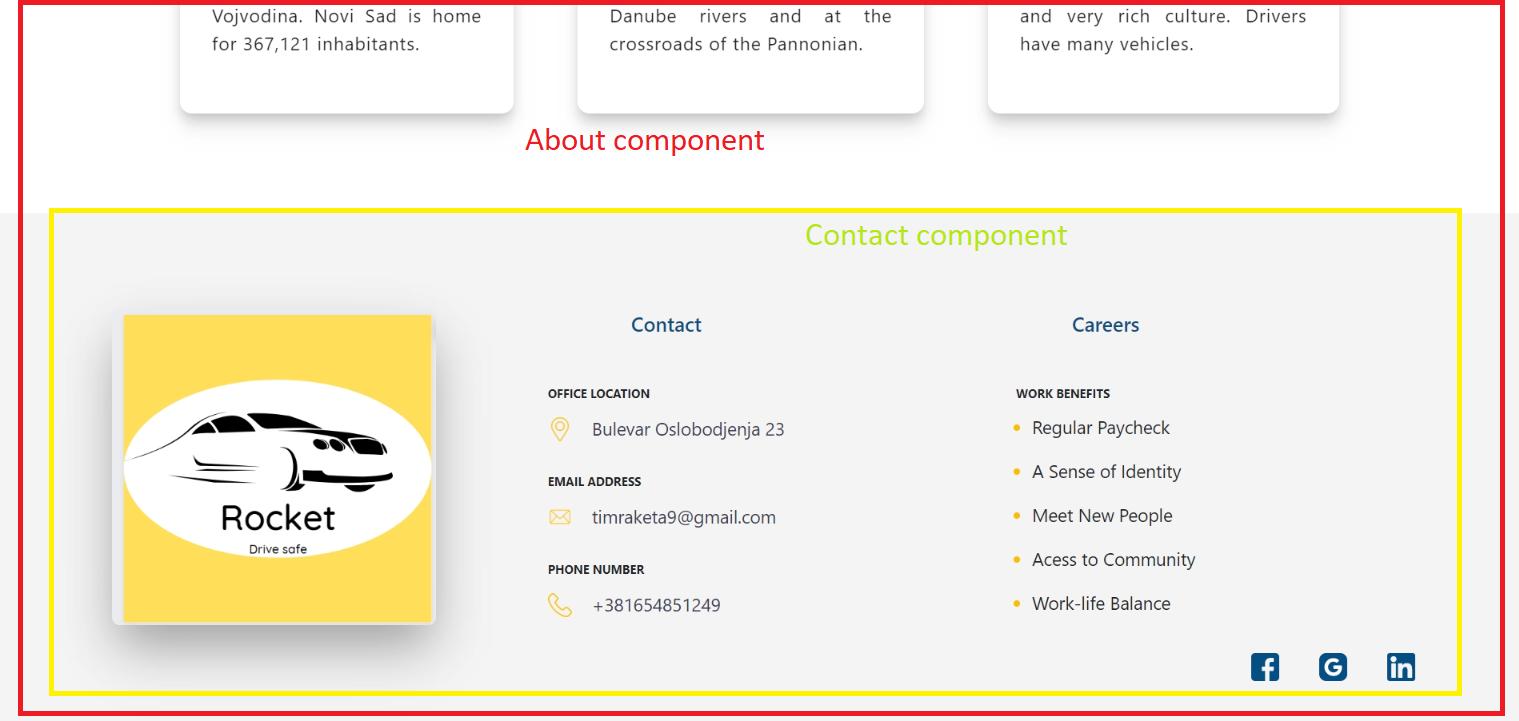 Vojvodina. Novi Sad is home
for 367,121 inhabitants.
Danube rivers and at the
crossroads of the Pannonian.
and very rich culture. Drivers
have many vehicles.
About component
Contact component
Rocket
Drive safe
Contact
OFFICE LOCATION
Bulevar Oslobodjenja 23
EMAIL ADDRESS
timraketa9@gmail.com
PHONE NUMBER
+381654851249
Careers
WORK BENEFITS
Regular Paycheck
A Sense of Identity
Meet New People
Acess to Community
Work-life Balance
f G in